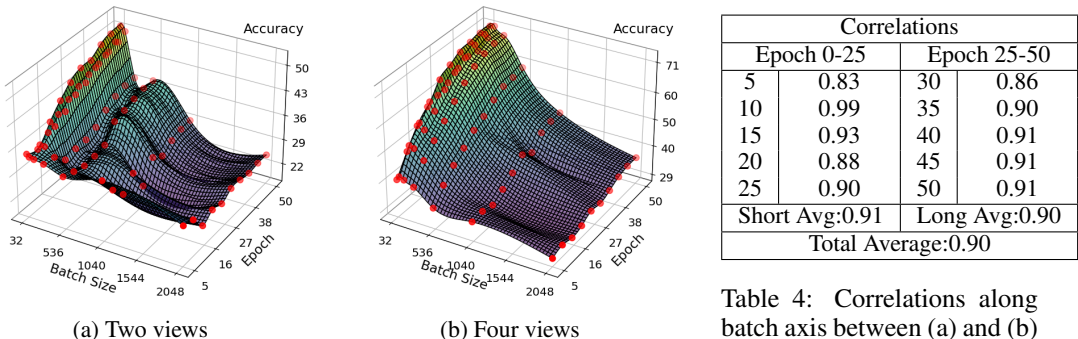 Accuracy
50
43
36
29
22
50
38
27
16
5
Epoch
32
536
1040
1544
2048
Batch Size
(a) Two views
Accuracy
71
60
50
40
29
50
38
27
16
5
Epoch
32
536
1040
1544
2048
Batch Size
(b) Four views
Correlations
Epoch 0-25 Epoch 25-50
5 0.83 30 0.86
10 0.99 35 0.90
15 0.93 40 0.91
20 0.88 45 0.91
25 0.90 50 0.91
Short Avg:0.91 Long Avg:0.90
Total Average:0.90
Table 4: Correlations along
batch axis between (a) and (b)